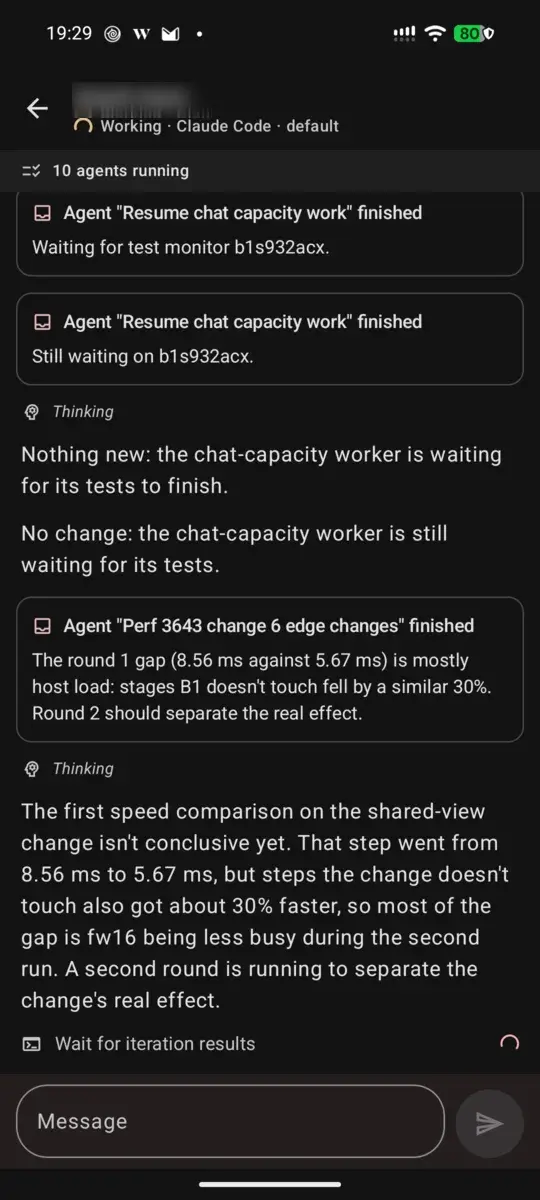 19:29
W
80
Working · Claude Code · default
10 agents running
Agent "Resume chat capacity work" finished
Waiting for test monitor b1s932acx.
Agent "Resume chat capacity work" finished
Still waiting on b1s932acx.
Thinking
Nothing new: the chat-capacity worker is waiting
for its tests to finish.
No change: the chat-capacity worker is still
waiting for its tests.
Agent "Perf 3643 change 6 edge changes" finished
The round 1 gap (8.56 ms against 5.67 ms) is mostly
host load: stages B1 doesn't touch fell by a similar 30%.
Round 2 should separate the real effect.
Thinking
The first speed comparison on the shared-view
change isn't conclusive yet. That step went from
8.56 ms to 5.67 ms, but steps the change doesn't
touch also got about 30% faster, so most of the
gap is fw16 being less busy during the second
run. A second round is running to separate the
change's real effect.
Wait for iteration results
Message